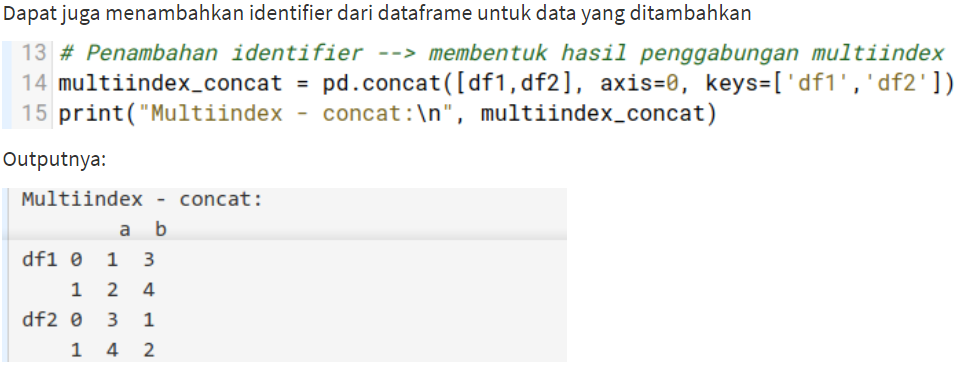 Dapat juga menambahkan identifier dari dataframe untuk data yang ditambahkan
13 # Penambahan identifier --> membentuk hasil penggabungan multiindex
14 multiindex_concat = pd.concat([df1,df2], axis=0, keys=['df1','df2'])
15 print("Multiindex - concat:\n", multiindex_concat)
Outputnya:
Multiindex - concat:
a b
df1 0 1 3
1 2 4
df2 0 3 1
1 4 2